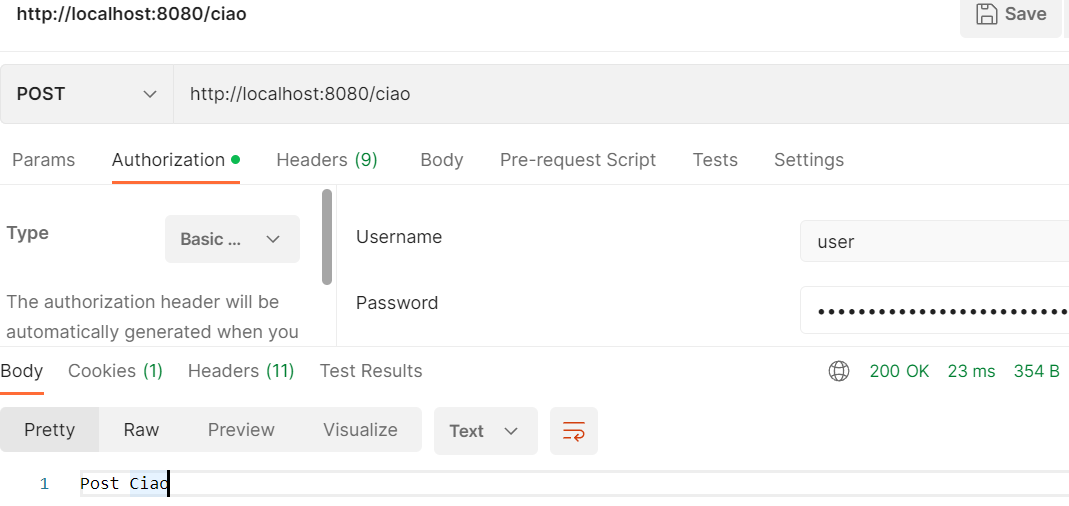 http://localhost:8080/ciao
Save
POST
http://localhost:8080/ciao
Params Authorization Headers (9) Body Pre-request Script Tests Settings
Type
Basic ...
Username
user
The authorization header will be
automatically generated when you
Password
••••••••••••••••••••••••
Body Cookies (1) Headers (11) Test Results
200 OK 23 ms 354 B
Pretty Raw Preview Visualize Text
1 Post Ciao